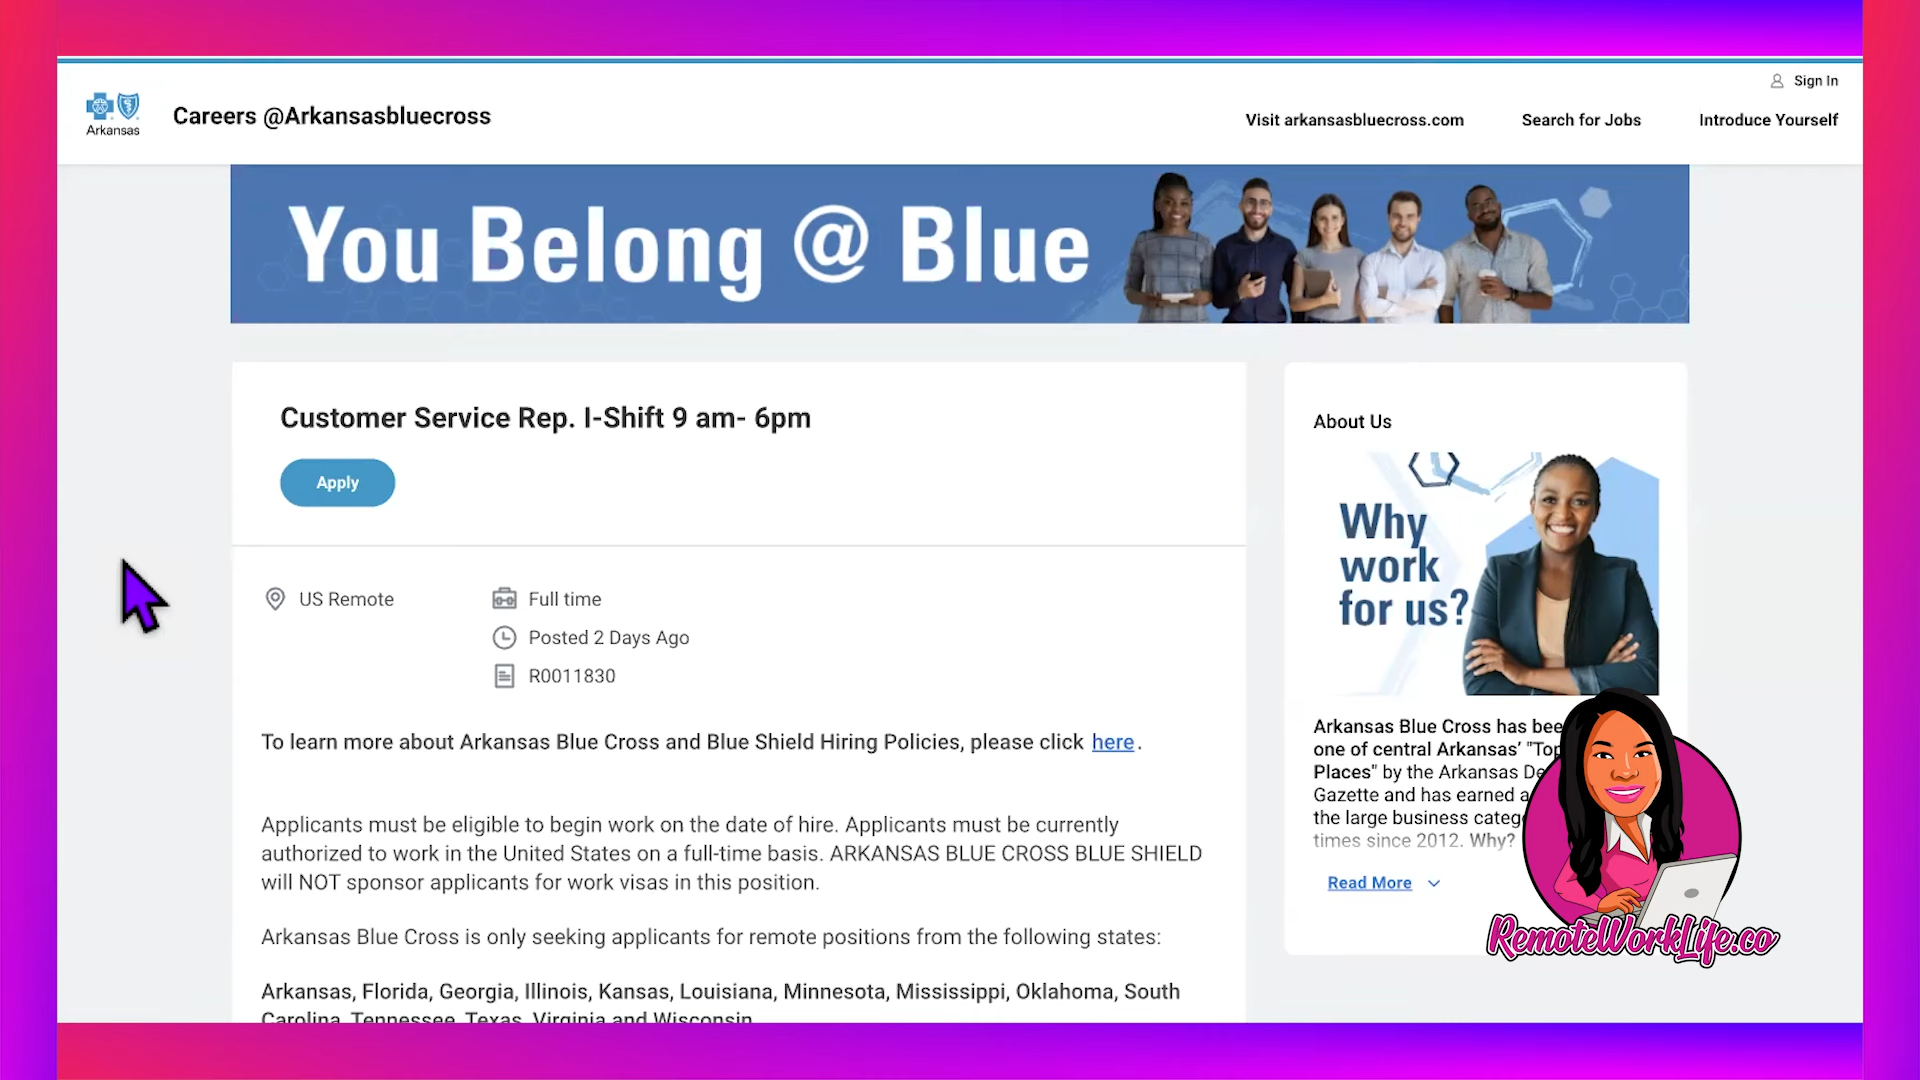 Sign In
Arkansas
Careers @Arkansasbluecross
Visit arkansasbluecross.com
Search for Jobs
Introduce Yourself
You Belong @ Blue
Customer Service Rep. I-Shift 9 am- 6pm
Apply
US Remote
Full time
Posted 2 Days Ago
R0011830
To learn more about Arkansas Blue Cross and Blue Shield Hiring Policies, please click here.
Applicants must be eligible to begin work on the date of hire. Applicants must be currently
authorized to work in the United States on a full-time basis. ARKANSAS BLUE CROSS BLUE SHIELD
will NOT sponsor applicants for work visas in this position.
Arkansas Blue Cross is only seeking applicants for remote positions from the following states:
Arkansas, Florida, Georgia, Illinois, Kansas, Louisiana, Minnesota, Mississippi, Oklahoma, South
Carolina, Tennessee, Texas, Virginia and Wisconsin
About Us
Why
work
for us?
Arkansas Blue Cross has
one of central Arkansas' "Top
Places" by the Arkansas
Gazette and has earned a
the large business
times since 2012. Why?
Read More
RemoteWorkLife.co